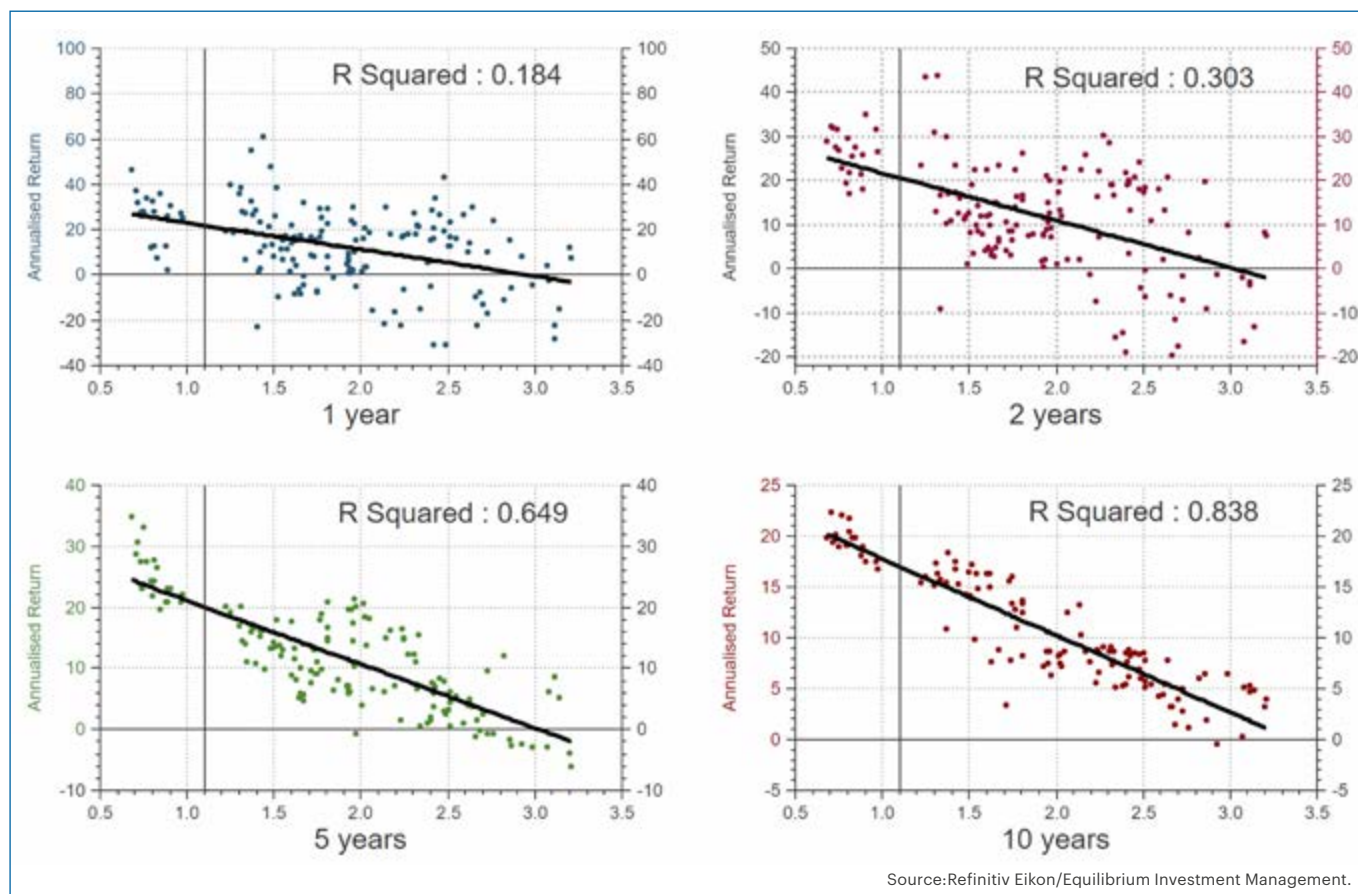 R Squared : 0.184
Annualised Return
100 80 60 40 20 0 -20 -40
100 80 60 40 20 0 -20 -40
0.5 1.0 1.5 2.0 2.5 3.0 3.5
1 year
R Squared : 0.303
Annualised Return
50 40 30 20 10 0 -10 -20
50 40 30 20 10 0 -10 -20
0.5 1.0 1.5 2.0 2.5 3.0 3.5
2 years
R Squared : 0.649
Annualised Return
40 30 20 10 0 -10
40 30 20 10 0 -10
0.5 1.0 1.5 2.0 2.5 3.0 3.5
5 years
R Squared : 0.838
Annualised Return
25 20 15 10 5 0 -5
25 20 15 10 5 0 -5
0.5 1.0 1.5 2.0 2.5 3.0 3.5
10 years
Source:Refinitiv Eikon/Equilibrium Investment Management.